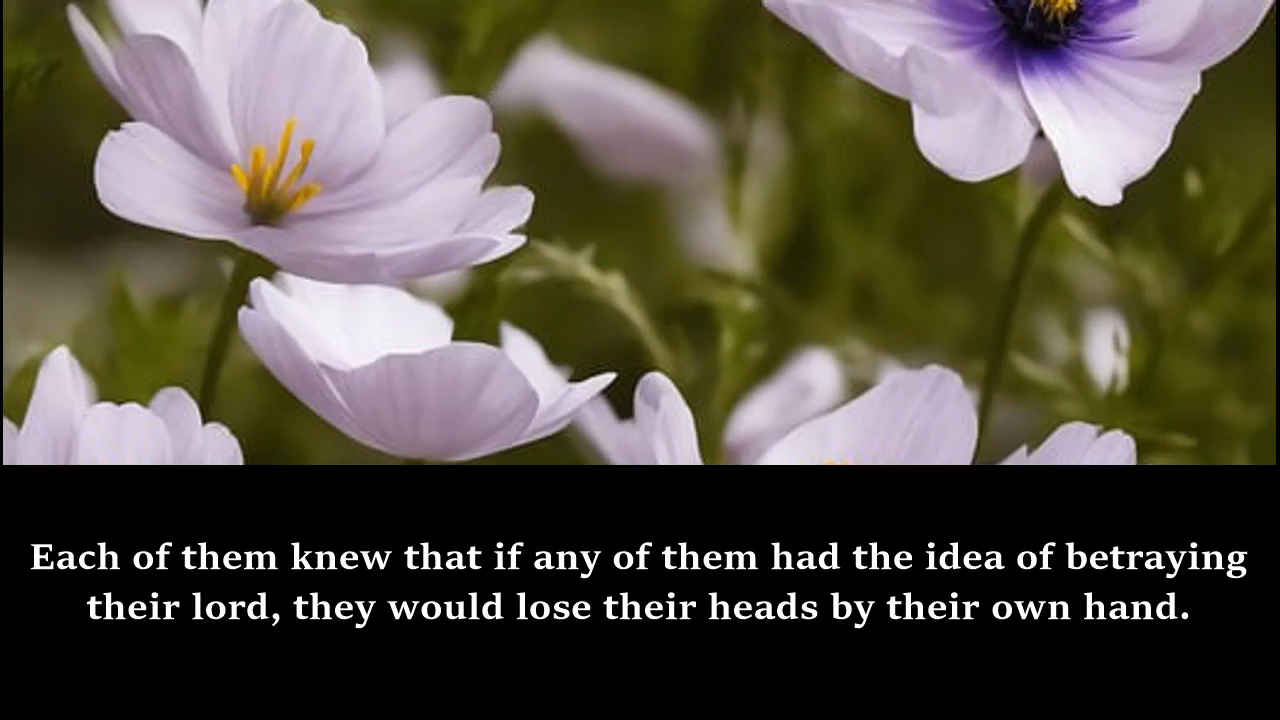 Each of them knew that if any of them had the idea of betraying
their lord, they would lose their heads by their own hand.